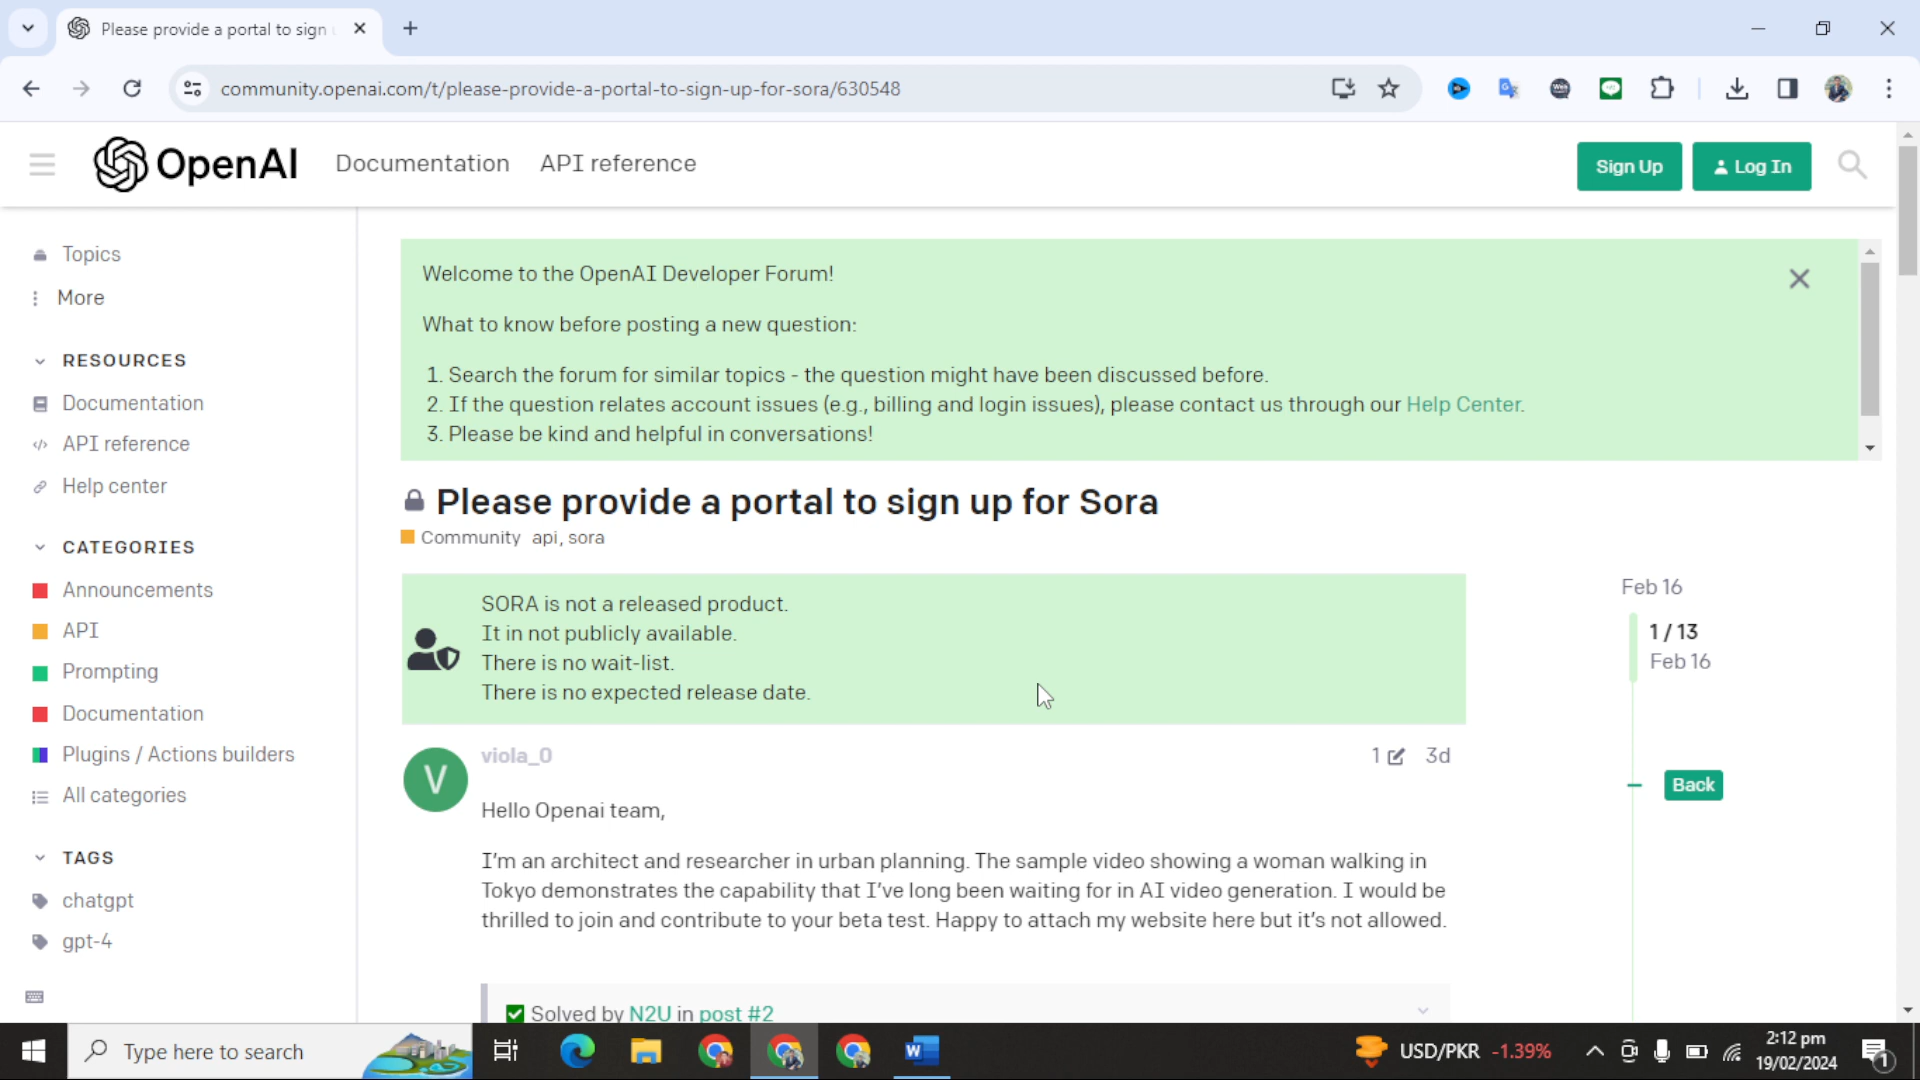 Please provide a portal to sign
community.openai.com/t/please-provide-a-portal-to-sign-up-for-sora/630548
OpenAI
Documentation
API reference
Sign Up
Log In
Topics
More
RESOURCES
Documentation
API reference
Help center
CATEGORIES
Announcements
API
Prompting
Documentation
Plugins / Actions builders
All categories
TAGS
chatgpt
gpt-4
Welcome to the OpenAI Developer Forum!
What to know before posting a new question:
1. Search the forum for similar topics - the question might have been discussed before.
2. If the question relates account issues (e.g., billing and login issues), please contact us through our Help Center.
3. Please be kind and helpful in conversations!
Please provide a portal to sign up for Sora
Community api, sora
SORA is not a released product.
It in not publicly available.
There is no wait-list.
There is no expected release date.
V
viola_0
1
3d
Hello Openai team,
I'm an architect and researcher in urban planning. The sample video showing a woman walking in
Tokyo demonstrates the capability that I've long been waiting for in AI video generation. I would be
thrilled to join and contribute to your beta test. Happy to attach my website here but it's not allowed.
Solved by N2U in post #2
Feb 16
1 / 13
Feb 16
Back
Type here to search
USD/PKR -1.39%
2:12 pm
19/02/2024
1